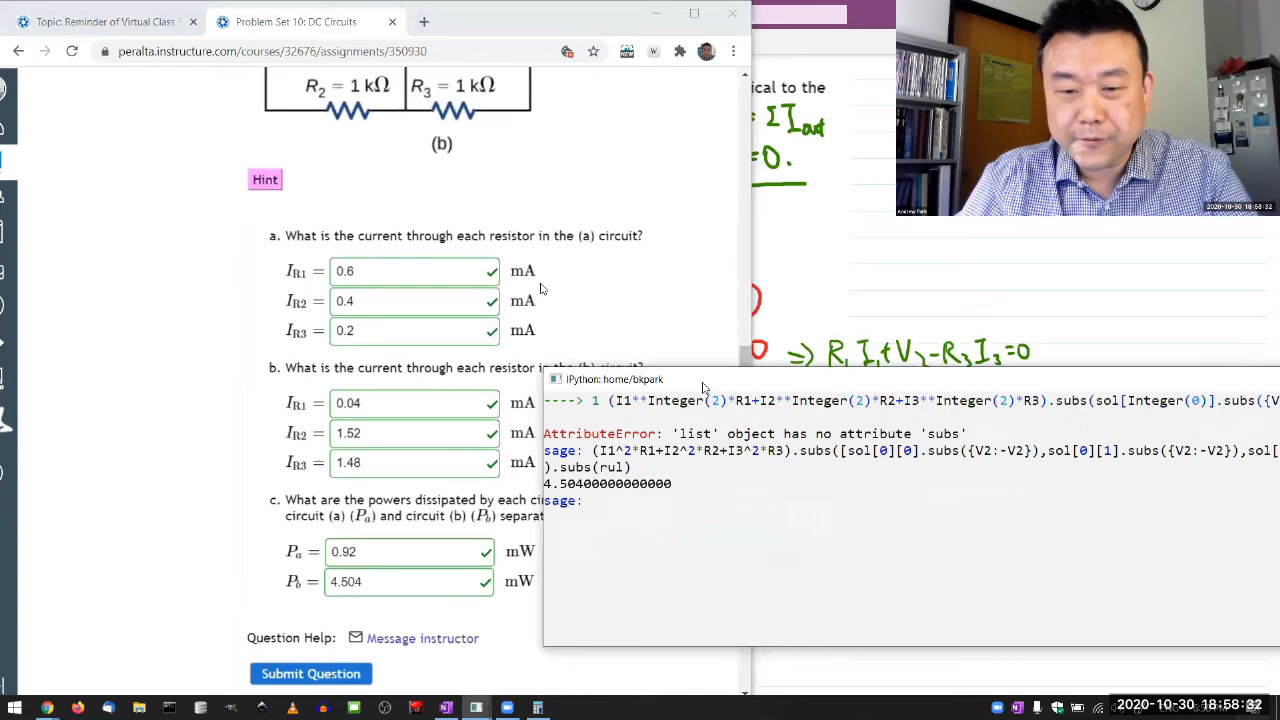 Topic Reminder of Virtual Class
Problem Set 10: DC Circuits
peralta.instructure.com/courses/32676/assignments/350930
R2 = 1 kΩ R3 = 1 kΩ
(b)
Hint
a. What is the current through each resistor in the (a) circuit?
IR1 = 0.6 mA
IR2 = 0.4 mA
IR3 = 0.2 mA
b. What is the current through each resistor in the (b) circuit?
IR1 = 0.04 mA
IR2 = 1.52 mA
IR3 = 1.48 mA
c. What are the powers dissipated by each cir
circuit (a) (Pa) and circuit (b) (Pb) separat
Pa = 0.92 mW
Pb = 4.504 mW
Question Help: Message instructor
Submit Question
ical to the
= I Iout
=0.
0 => R1I1+V2-R3I3=0
IPython: home/bkpark
----> 1 (I1**Integer(2)*R1+I2**Integer(2)*R2+I3**Integer(2)*R3).subs(sol[Integer(0)].subs({V
AttributeError: 'list' object has no attribute 'subs'
sage: (I1^2*R1+I2^2*R2+I3^2*R3).subs([sol[0][0].subs({V2:-V2}),sol[0][1].subs({V2:-V2}),sol[
).subs(rul)
4.50400000000000
sage:
Andrew Park
2020-10-30 18:58:32
2020-10-30 18:58:32